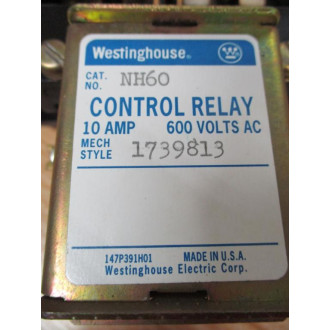 Westinghouse®
CAT. NO. NH60
CONTROL RELAY
10 AMP 600 VOLTS AC
MECH STYLE 1739813
147P391H01 MADE IN U.S.A.
Westinghouse Electric Corp.